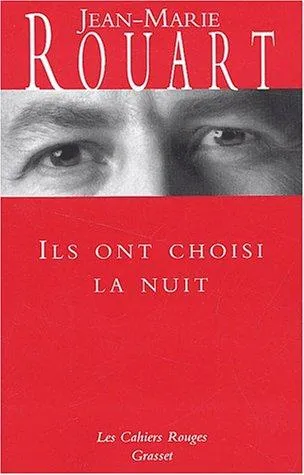 JEAN-MARIE
ROUART
ILS ONT CHOISI
LA NUIT
Les Cahiers Rouges
Grasset